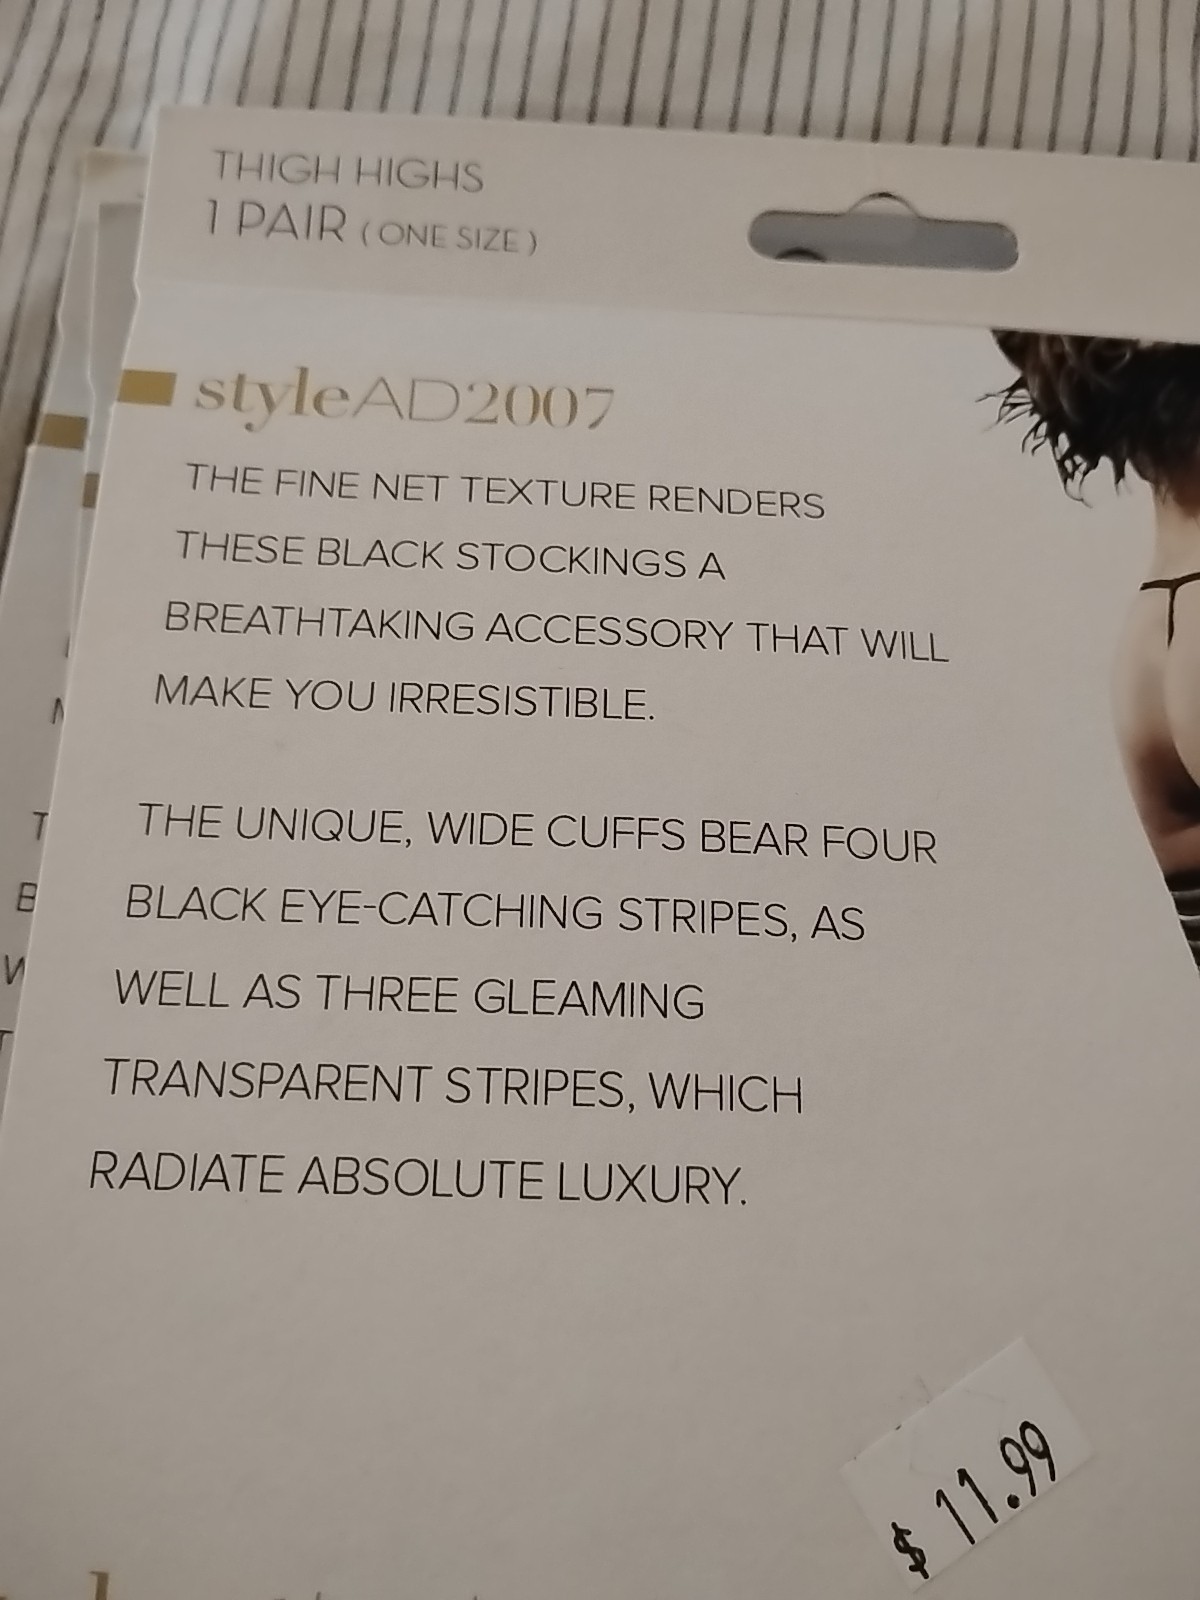 THIGH HIGHS
1 PAIR ( ONE SIZE )
styleAD2007
THE FINE NET TEXTURE RENDERS
THESE BLACK STOCKINGS A
BREATHTAKING ACCESSORY THAT WILL
MAKE YOU IRRESISTIBLE.
THE UNIQUE, WIDE CUFFS BEAR FOUR
BLACK EYE-CATCHING STRIPES, AS
WELL AS THREE GLEAMING
TRANSPARENT STRIPES, WHICH
RADIATE ABSOLUTE LUXURY.
$ 11.99